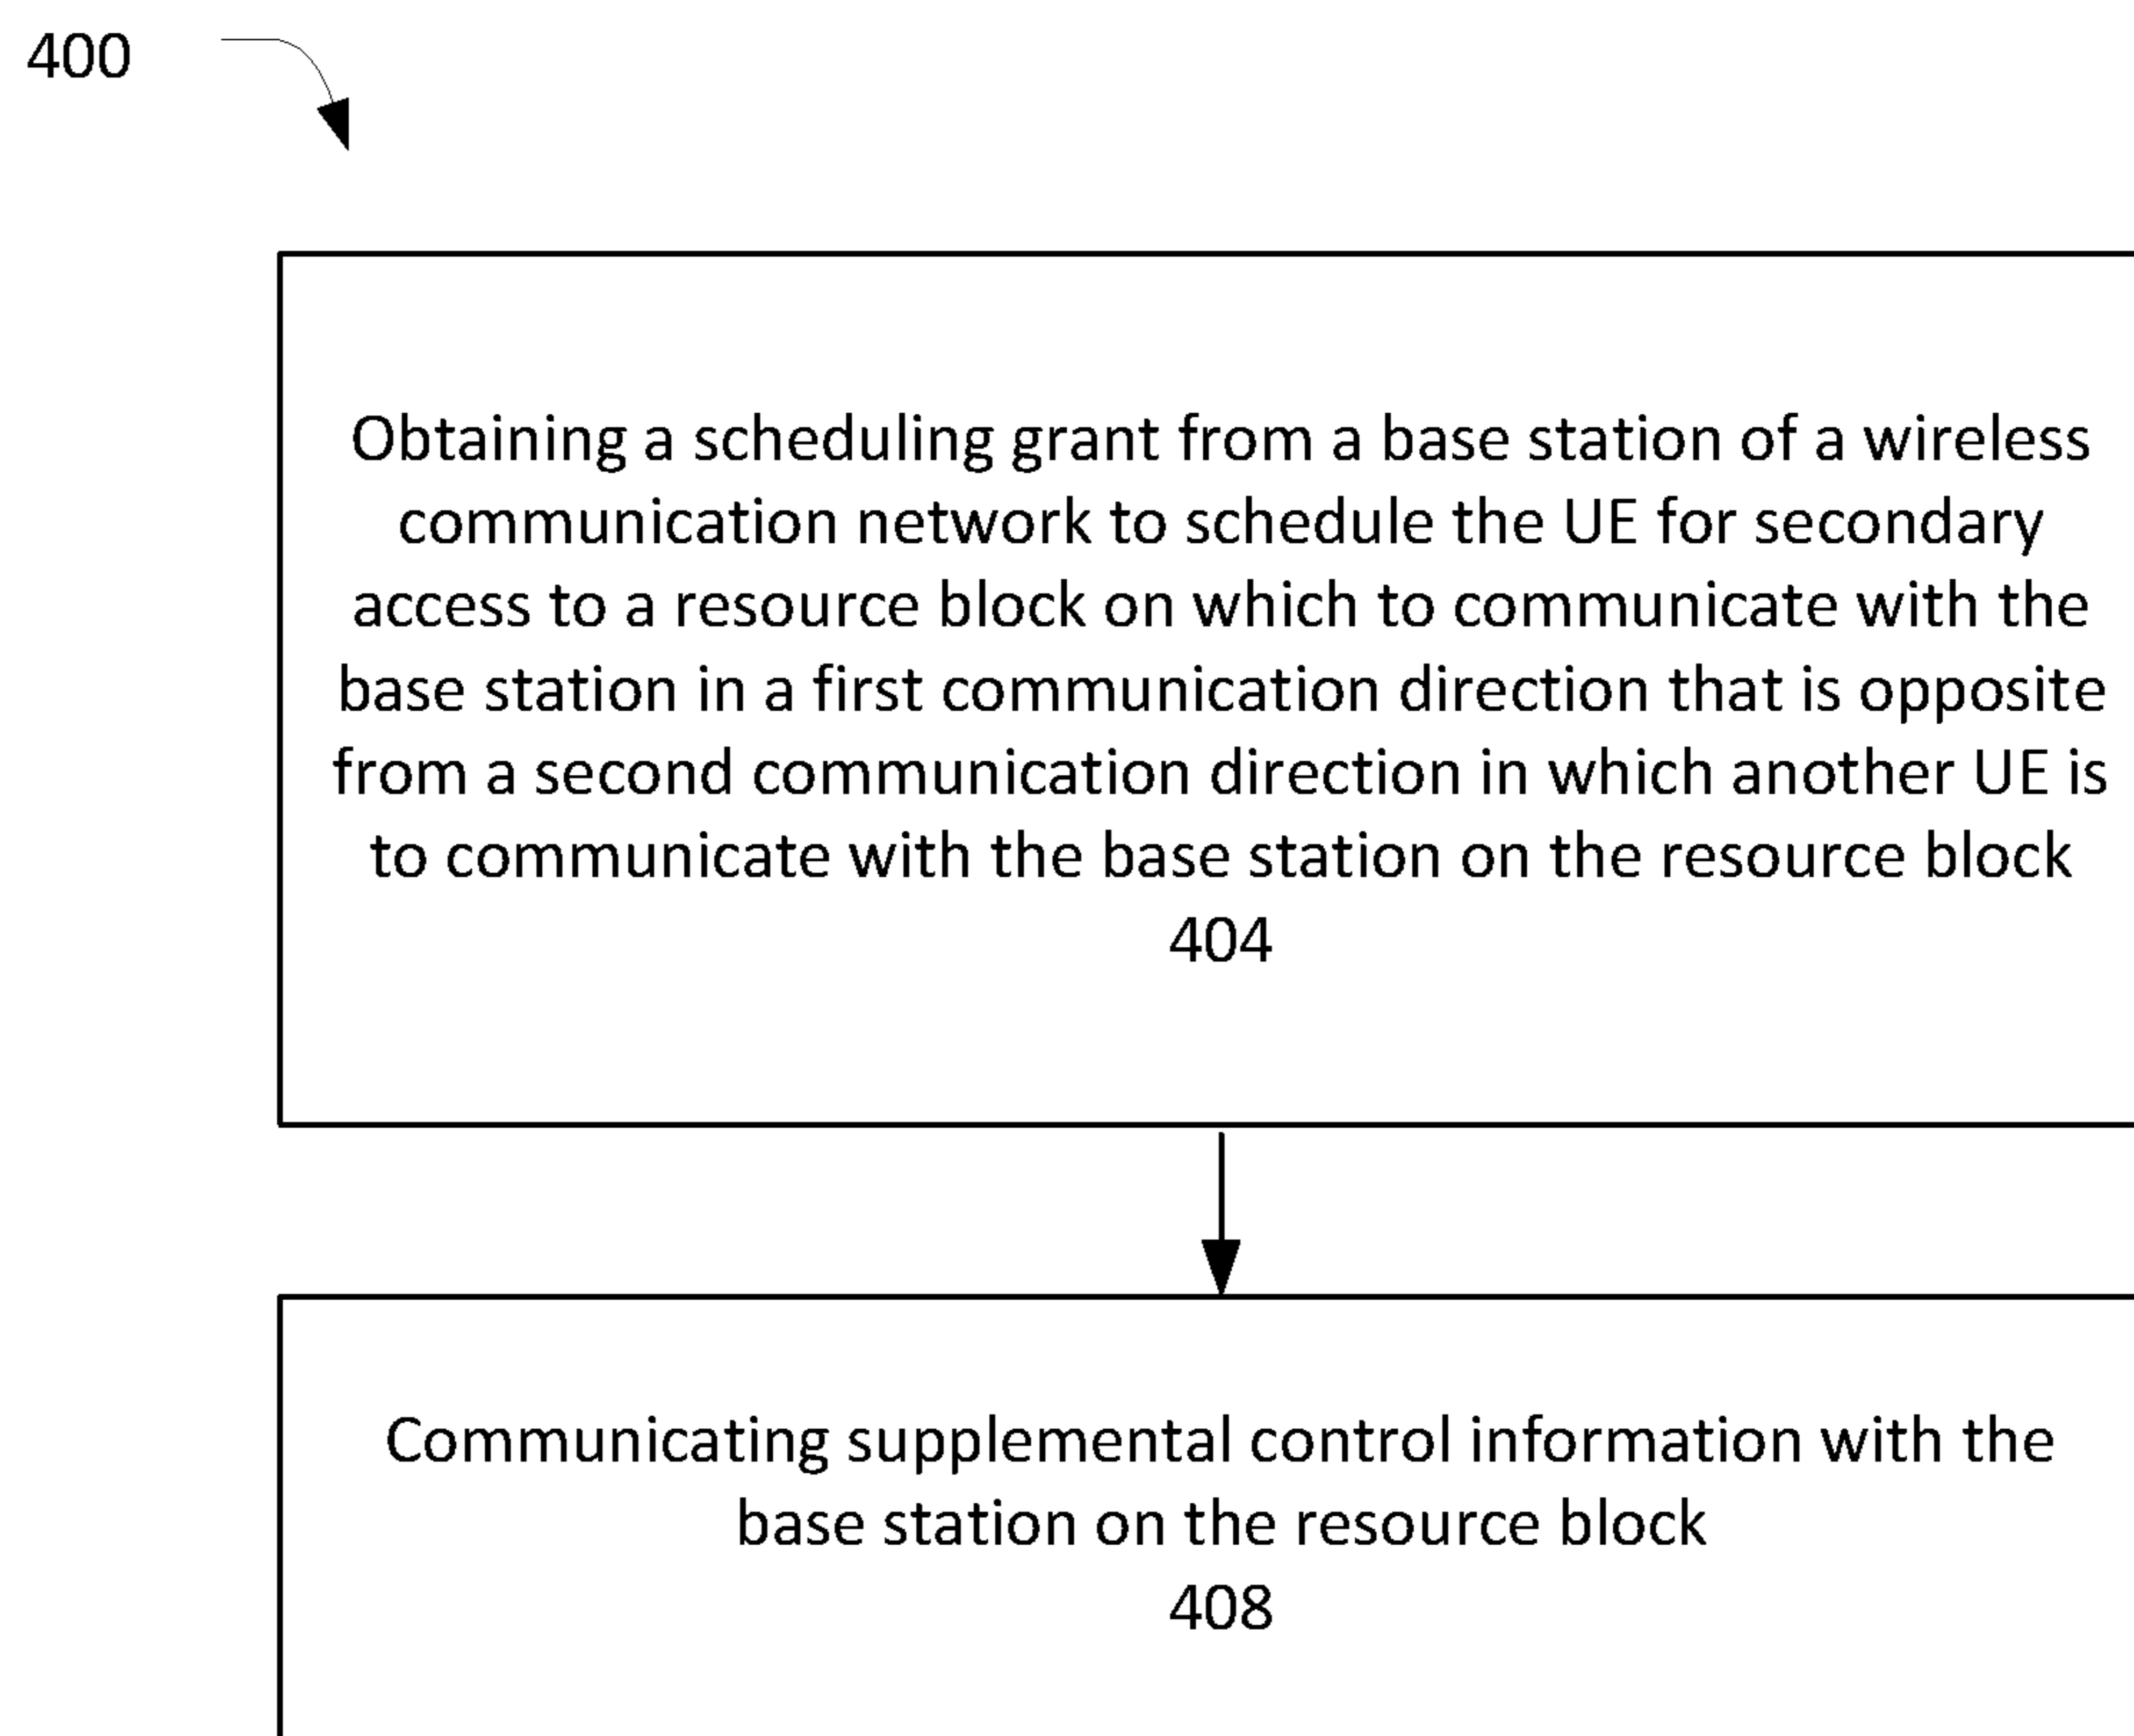 400
Obtaining a scheduling grant from a base station of a wireless
communication network to schedule the UE for secondary
access to a resource block on which to communicate with the
base station in a first communication direction that is opposite
from a second communication direction in which another UE is
to communicate with the base station on the resource block
404
Communicating supplemental control information with the
base station on the resource block
408